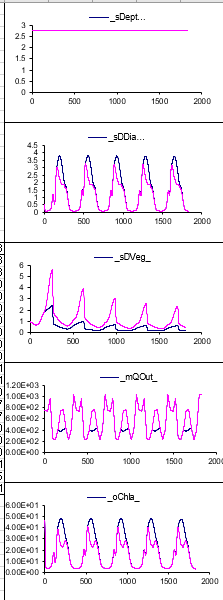 _sDept...
3
2.5
2
1.5
1
0.5
0
0 500 1000 1500 2000
_sDDia...
4.5
4
3.5
3
2.5
2
1.5
1
0.5
0
0 500 1000 1500 2000
_sDVeg_
6
5
4
3
2
1
0
0 500 1000 1500 2000
_mQOut_
1.20E+03
1.00E+03
8.00E+02
6.00E+02
4.00E+02
2.00E+02
0.00E+00
0 500 1000 1500 2000
_oChla_
6.00E+01
5.00E+01
4.00E+01
3.00E+01
2.00E+01
1.00E+01
0.00E+00
0 500 1000 1500 2000